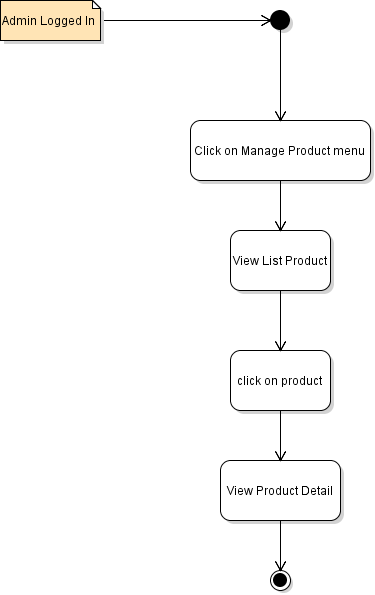 Admin Logged In
Click on Manage Product menu
View List Product
click on product
View Product Detail